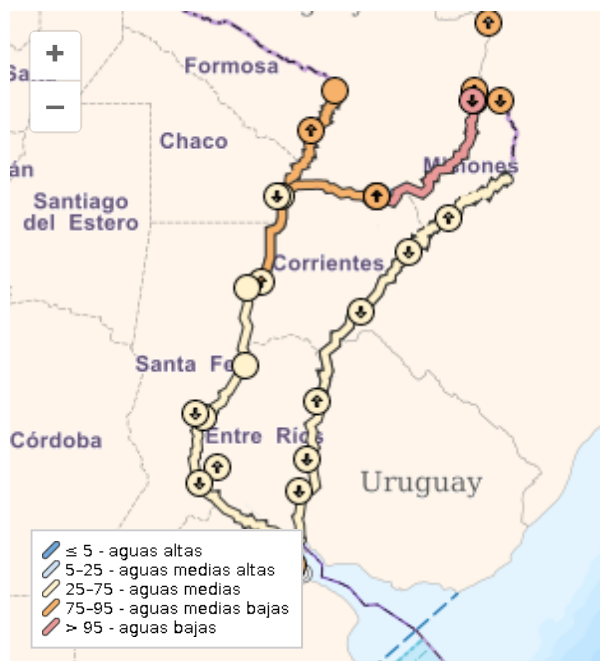 +
−
Formosa
Chaco
Misiones
Santiago
del Estero
Corrientes
Santa Fe
Entre Ríos
Córdoba
Uruguay
≤ 5 - aguas altas
5-25 - aguas medias altas
25-75 - aguas medias
75-95 - aguas medias bajas
> 95 - aguas bajas